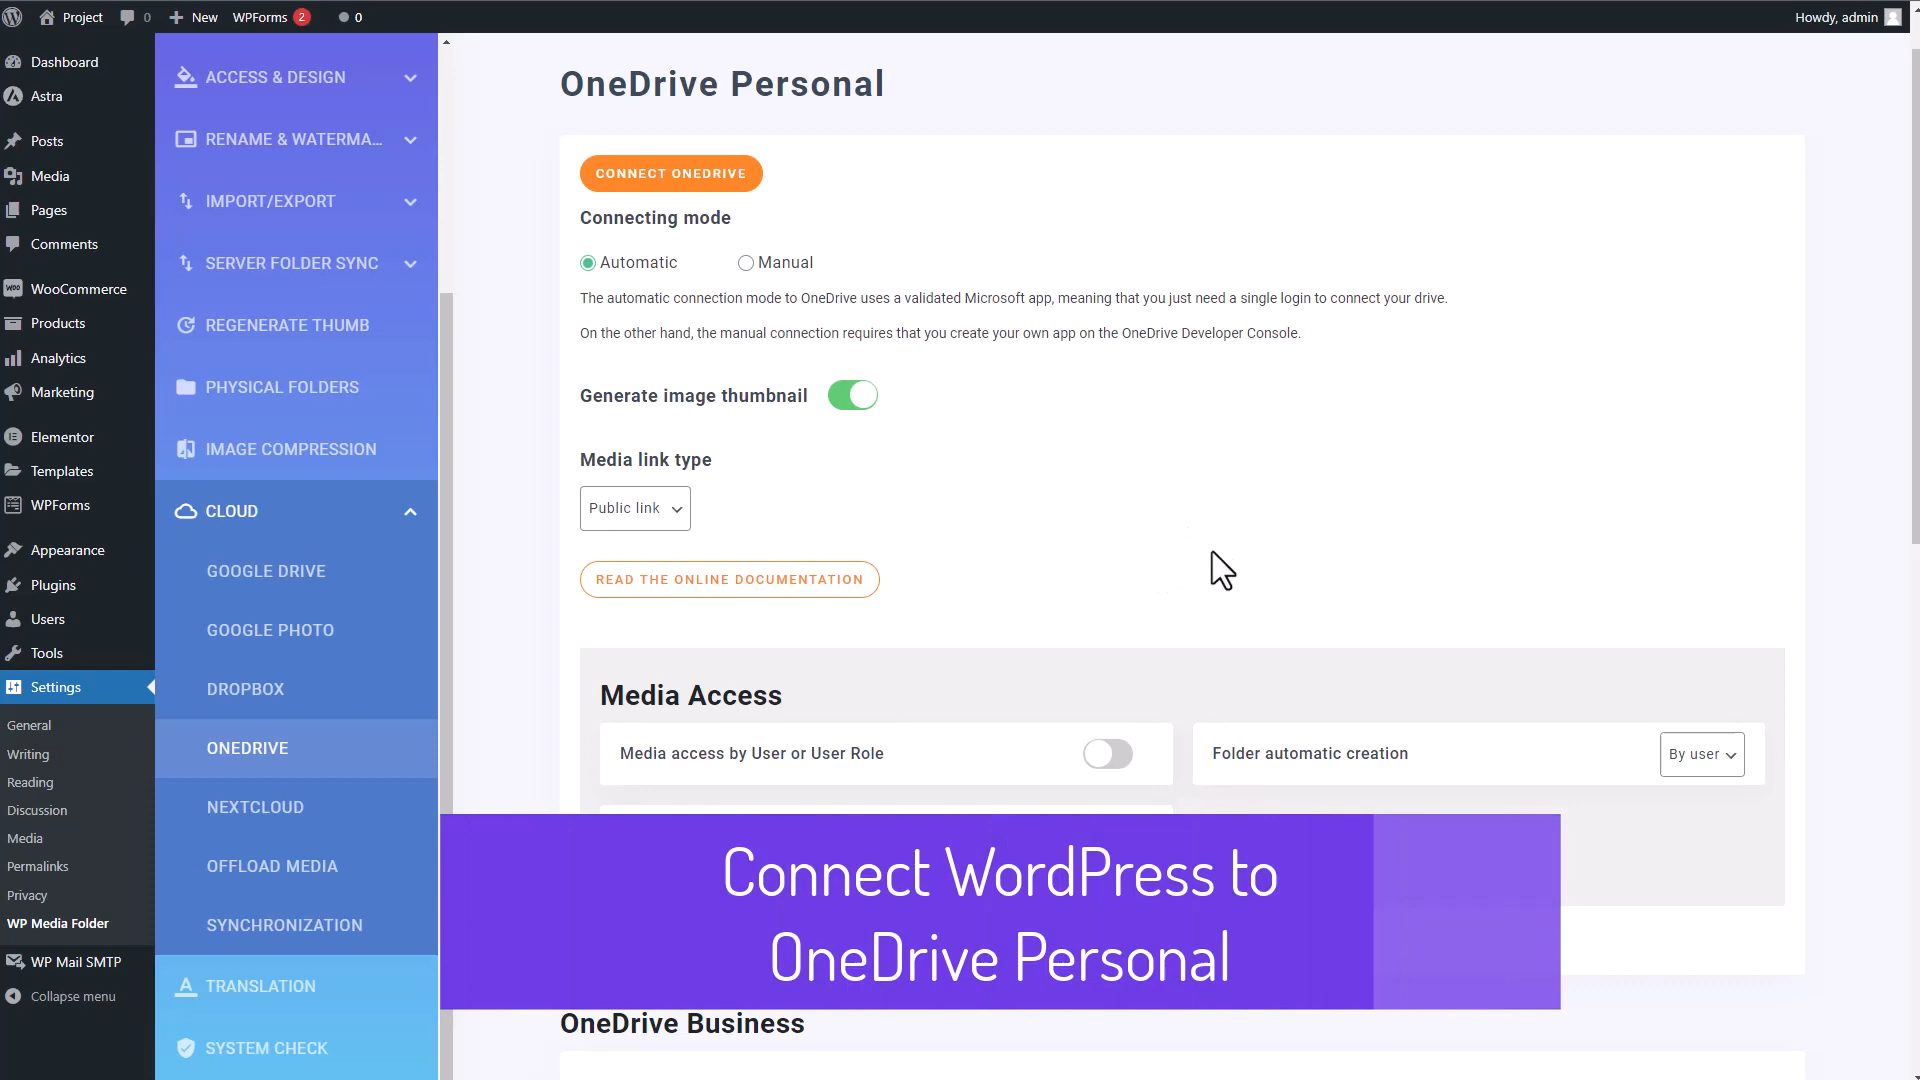 Project
0
New
WPForms 2
0
Howdy, admin
Dashboard
Astra
Posts
Media
Pages
Comments
WooCommerce
Products
Analytics
Marketing
Elementor
Templates
WPForms
Appearance
Plugins
Users
Tools
Settings
General
Writing
Reading
Discussion
Media
Permalinks
Privacy
WP Media Folder
WP Mail SMTP
Collapse menu
ACCESS & DESIGN
RENAME & WATERMA...
IMPORT/EXPORT
SERVER FOLDER SYNC
REGENERATE THUMB
PHYSICAL FOLDERS
IMAGE COMPRESSION
CLOUD
GOOGLE DRIVE
GOOGLE PHOTO
DROPBOX
ONEDRIVE
NEXTCLOUD
OFFLOAD MEDIA
SYNCHRONIZATION
TRANSLATION
SYSTEM CHECK
OneDrive Personal
CONNECT ONEDRIVE
Connecting mode
Automatic
Manual
The automatic connection mode to OneDrive uses a validated Microsoft app, meaning that you just need a single login to connect your drive.
On the other hand, the manual connection requires that you create your own app on the OneDrive Developer Console.
Generate image thumbnail
Media link type
Public link
READ THE ONLINE DOCUMENTATION
Media Access
Media access by User or User Role
Folder automatic creation
By user
Connect WordPress to
OneDrive Personal
OneDrive Business